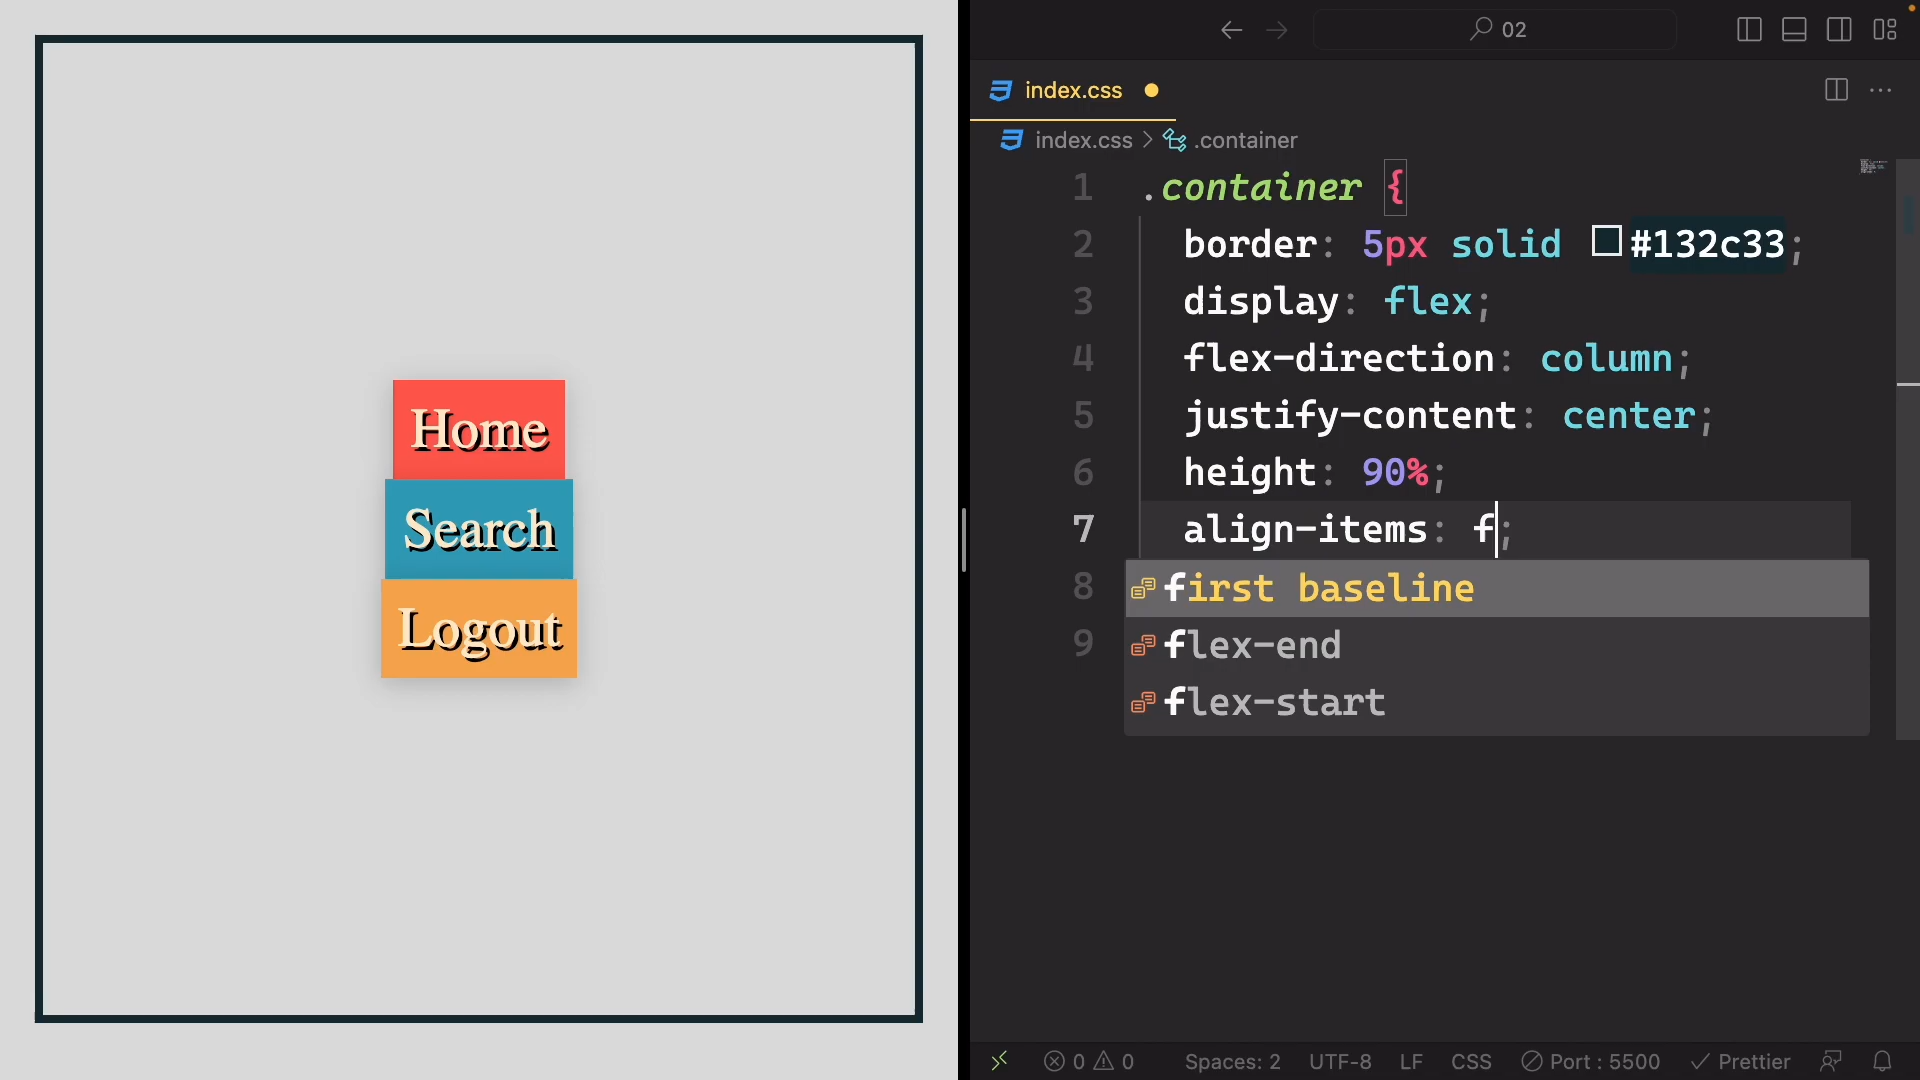 Home
Search
Logout
02
index.css
index.css > .container
1 .container {
2 border: 5px solid #132c33;
3 display: flex;
4 flex-direction: column;
5 justify-content: center;
6 height: 90%;
7 align-items: f;
8 first baseline
flex-end
9
flex-start
0 0 Spaces: 2 UTF-8 LF CSS Port : 5500 Prettier